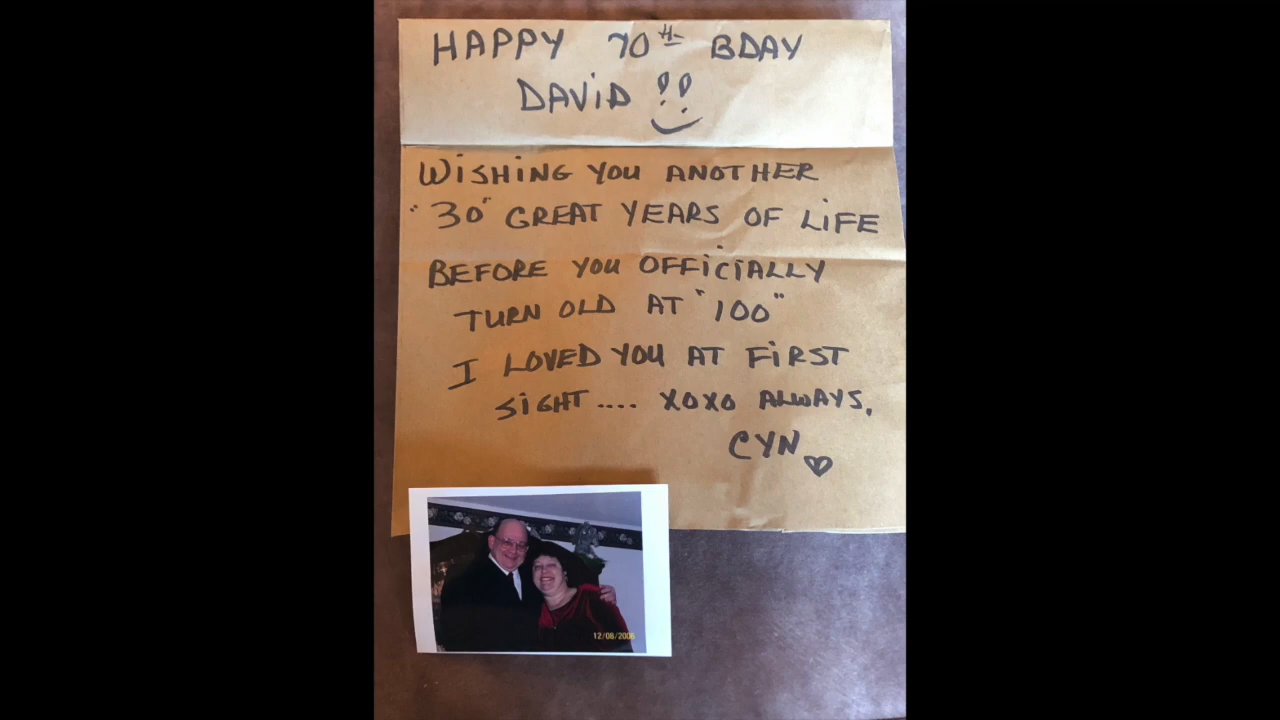 HAPPY 70TH BDAY
DAVID !!
WISHING YOU ANOTHER
"30" GREAT YEARS OF LIFE
BEFORE YOU OFFICIALLY
TURN OLD AT "100"
I LOVED YOU AT FIRST
SIGHT.... XOXO ALWAYS,
CYN
12/08/2006